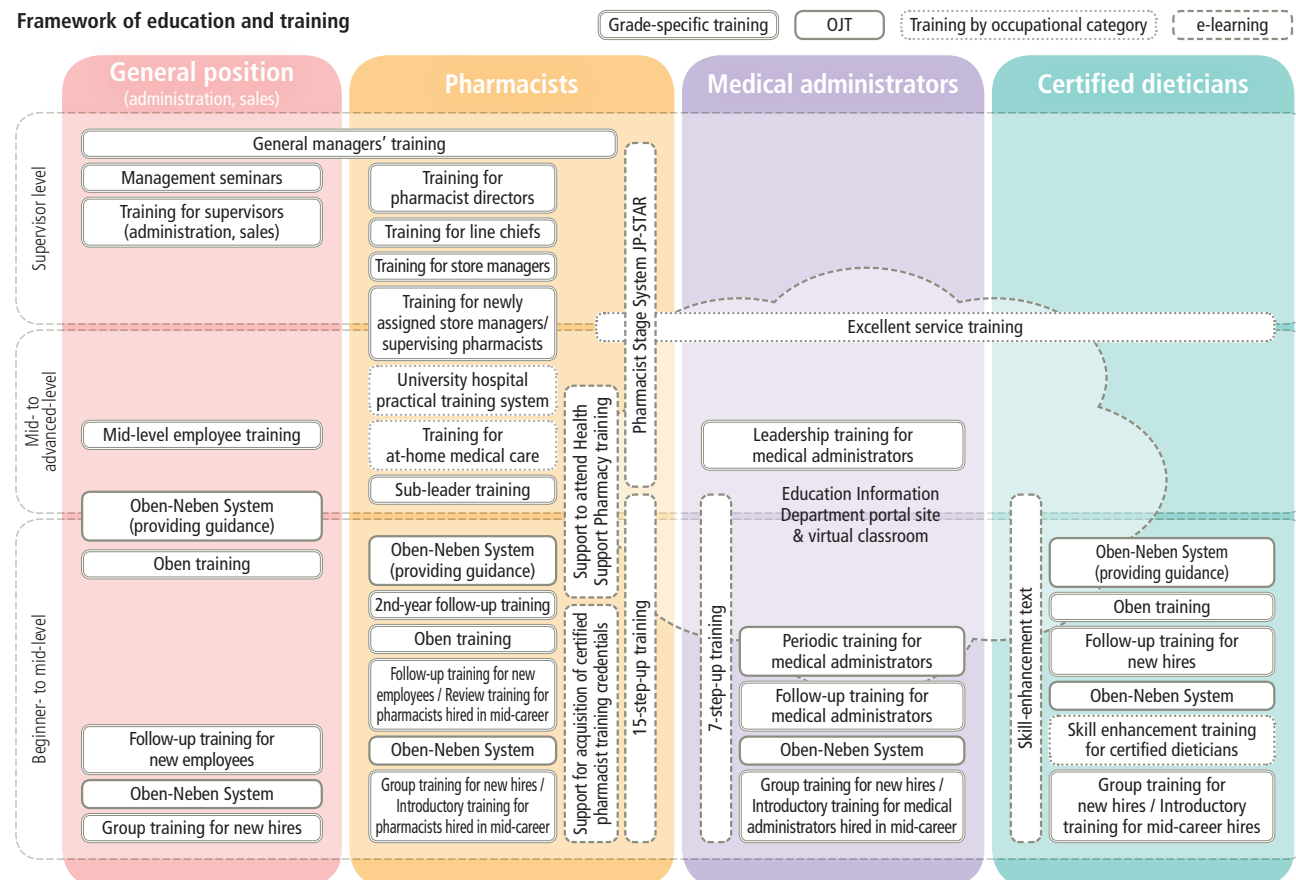 Framework of education and training
Grade-specific training
OJT
Training by occupational category
e-learning
General position
(administration, sales)
Pharmacists
Medical administrators
Certified dieticians
Supervisor level
Mid- to
advanced-level
Beginner- to mid-level
General managers' training
Management seminars
Training for supervisors
(administration, sales)
Mid-level employee training
Oben-Neben System
(providing guidance)
Oben training
Follow-up training for
new employees
Oben-Neben System
Group training for new hires
Training for
pharmacist directors
Training for line chiefs
Training for store managers
Training for newly
assigned store managers/
supervising pharmacists
University hospital
practical training system
Training for
at-home medical care
Sub-leader training
Oben-Neben System
(providing guidance)
2nd-year follow-up training
Oben training
Follow-up training for new
employees / Review training for
pharmacists hired in mid-career
Oben-Neben System
Group training for new hires /
Introductory training for
pharmacists hired in mid-career
Support to attend Health
Support Pharmacy training
Support for acquisition of certified
pharmacist training credentials
Pharmacist Stage System JP-STAR
15-step-up training
Excellent service training
Leadership training for
medical administrators
Education Information
Department portal site
& virtual classroom
7-step-up training
Periodic training for
medical administrators
Follow-up training for
medical administrators
Oben-Neben System
Group training for new hires /
Introductory training for medical
administrators hired in mid-career
Skill-enhancement text
Oben-Neben System
(providing guidance)
Oben training
Follow-up training for
new hires
Oben-Neben System
Skill enhancement training
for certified dieticians
Group training for
new hires / Introductory
training for mid-career hires